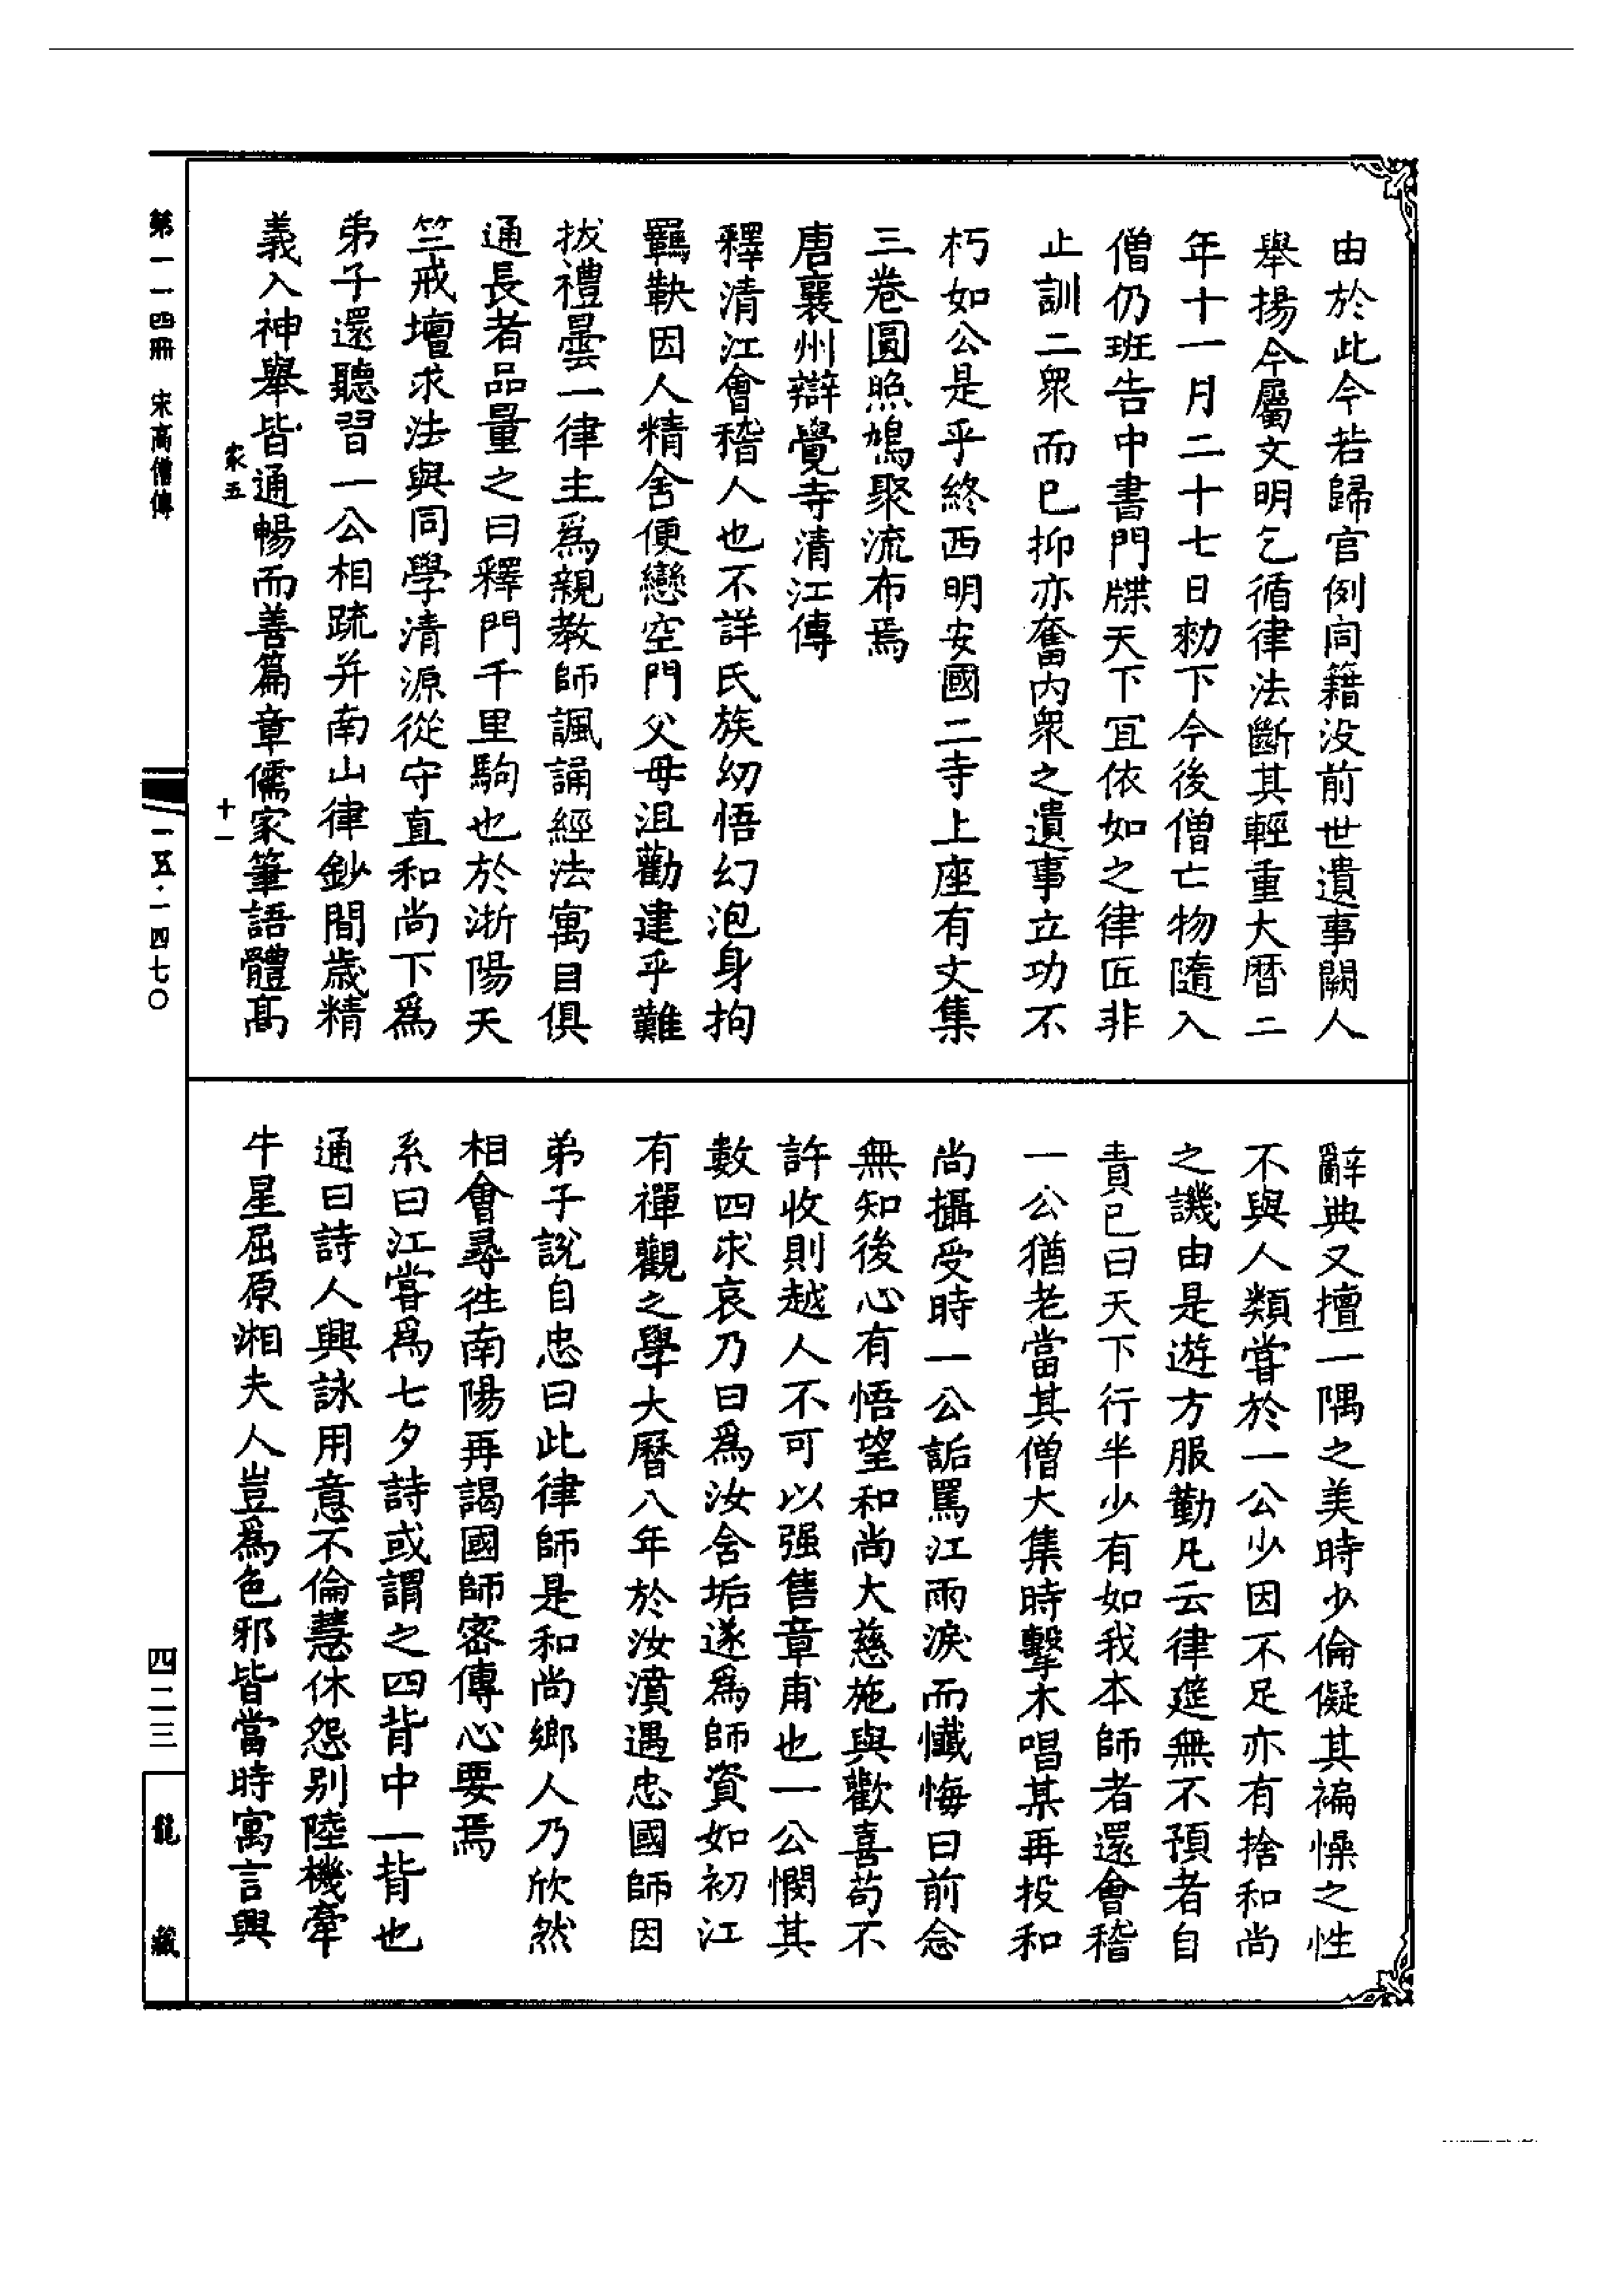 由於此今若歸官例同籍没前世遺事闕人
舉揚今屬文明乞循律法斷其輕重大曆二
年十一月二十七日勑下今後僧亡物隨入
僧仍班告中書門牒天下宜依如之律匠非
止訓二衆而已抑亦奮内衆之遺事立功不
朽如公是乎終西明安國二寺上座有文集
三卷圓照鳩聚流布焉
唐襄州辯覺寺清江傳
釋清江會稽人也不詳氏族幼悟幻泡身拘
羈鞅因人精舍便戀空門父母沮勸建乎難
拔禮曇一律主爲親教師諷誦經法寓目俱
通長者品量之曰釋門千里駒也於浙陽天
竺戒壇求法與同學清源從守直和尚下爲
弟子還聽習一公相疏并南山律鈔間歲精
義入神舉皆通暢而善篇章儒家筆語體高
家五
十一
辭典又擅一隅之美時少倫儗其褊懆之性
不與人類嘗於一公少因不足亦有捨和尚
之譏由是遊方服勤凡云律筵無不預者自
責已曰天下行半少有如我本師者還會稽
一公猶老當其僧大集時擊木唱某再投和
尚攝受時一公詬罵江雨淚而懺悔曰前念
無知後心有悟望和尚大慈施與歡喜苟不
許收則越人不可以强售章甫也一公憫其
數四求哀乃曰爲汝含垢遂爲師資如初江
有禪觀之學大曆八年於汝濆遇忠國師因
弟子說自忠曰此律師是和尚鄉人乃欣然
相會尋徃南陽再謁國師密傳心要焉
系曰江嘗爲七夕詩或謂之四背中一背也
通曰詩人興詠用意不倫慧休怨别陸機牽
牛星屈原湘夫人豈爲色邪皆當時寓言興
第一一四冊 宋高僧傳
一五·一四七〇
四二三
龍藏